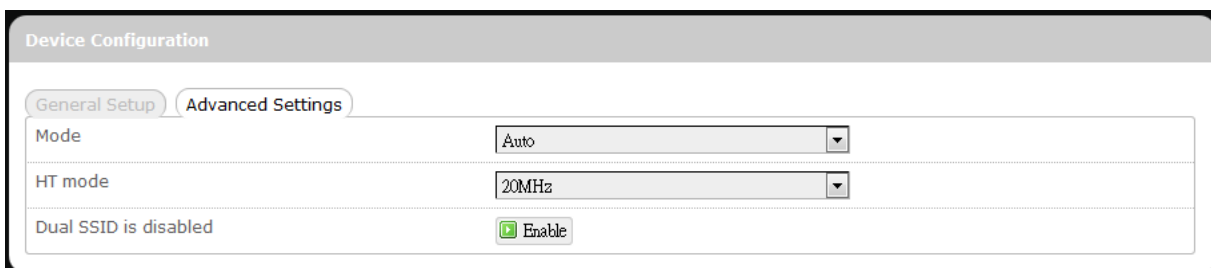 Device Configuration
General Setup Advanced Settings
Mode Auto
HT mode 20MHz
Dual SSID is disabled Enable